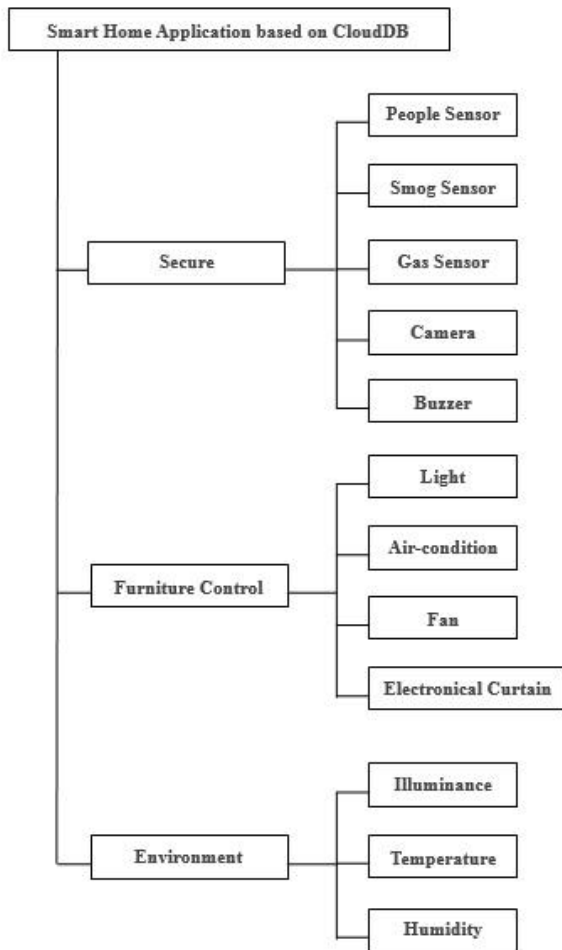 Smart Home Application based on CloudDB
People Sensor
Smog Sensor
Secure
Gas Sensor
Camera
Buzzer
Light
Air-condition
Furniture Control
Fan
Electronical Curtain
Illuminance
Environment
Temperature
Humidity